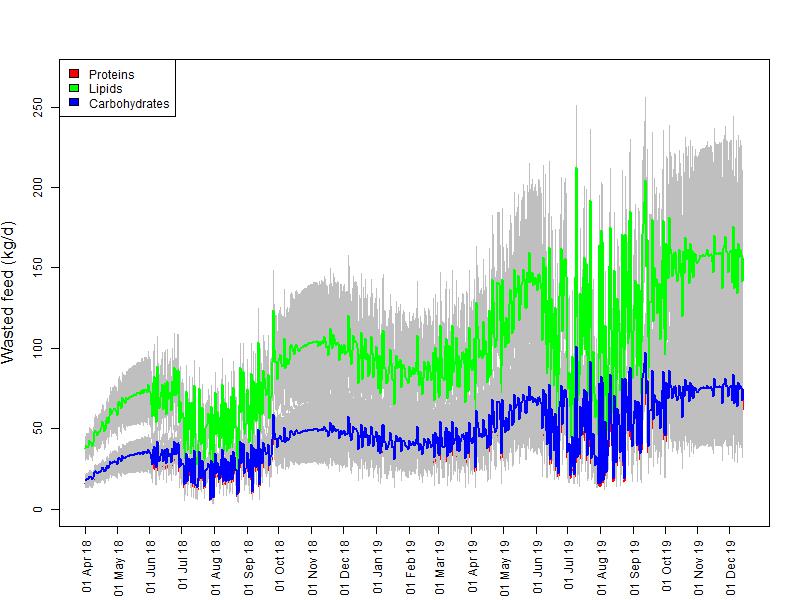 Proteins
Lipids
Carbohydrates
Wasted feed (kg/d)
250
200
150
100
50
0
01 Apr 18
01 May 18
01 Jun 18
01 Jul 18
01 Aug 18
01 Sep 18
01 Oct 18
01 Nov 18
01 Dec 18
01 Jan 19
01 Feb 19
01 Mar 19
01 Apr 19
01 May 19
01 Jun 19
01 Jul 19
01 Aug 19
01 Sep 19
01 Oct 19
01 Nov 19
01 Dec 19